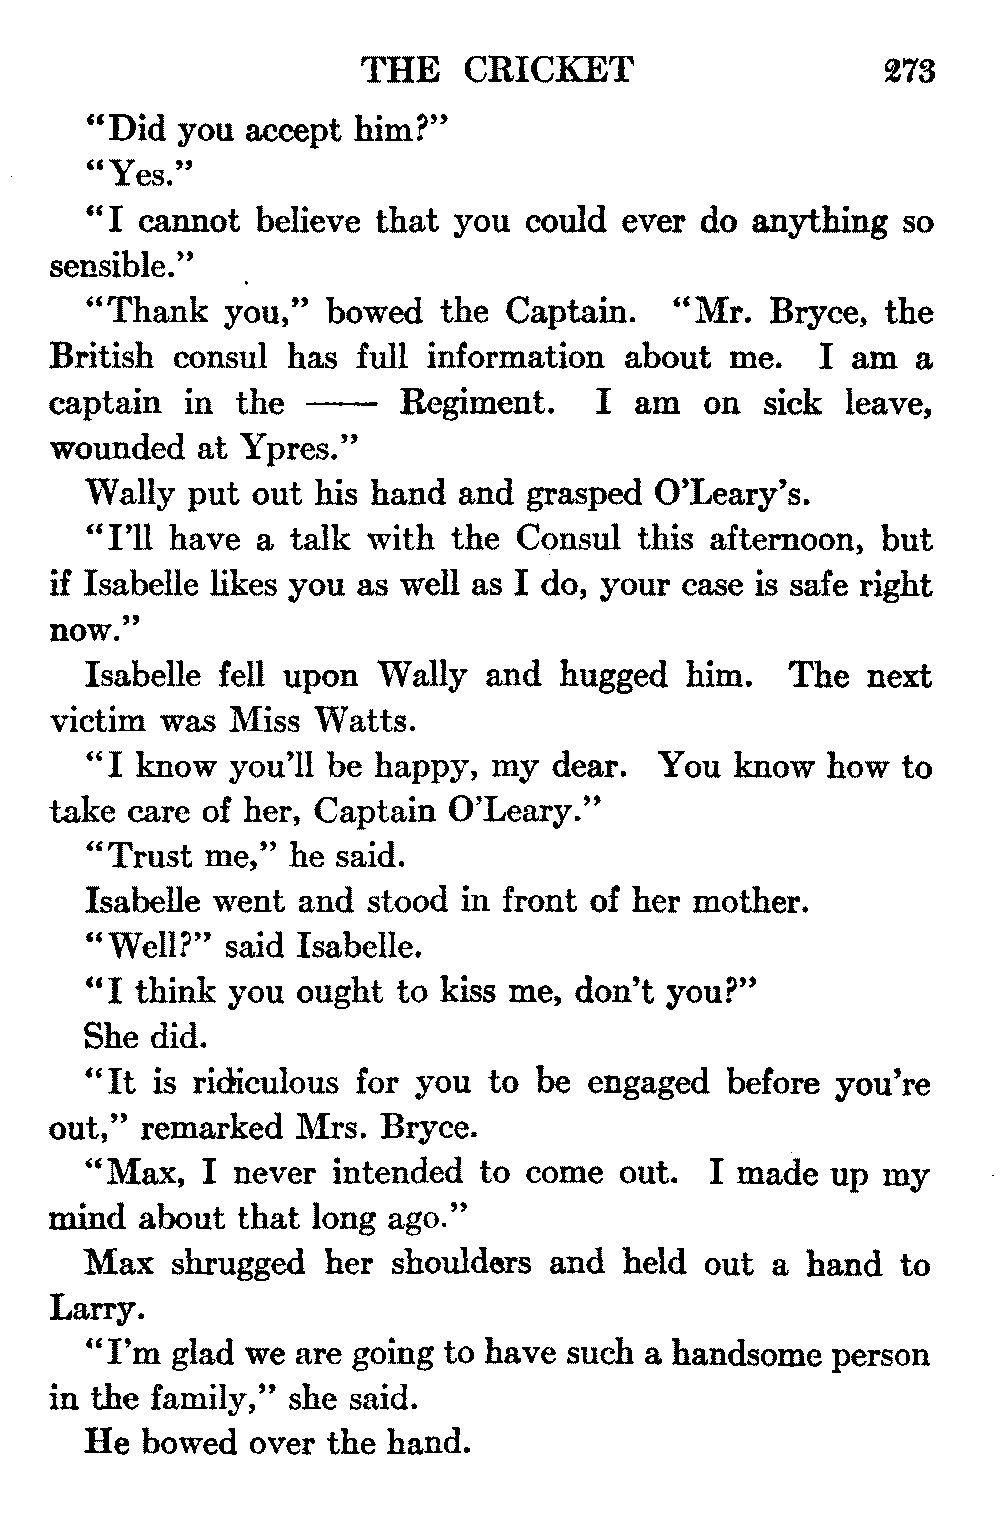 THE CRICKET 273
"Did you accept him?"
"Yes."
"I cannot believe that you could ever do anything so
sensible."
"Thank you," bowed the Captain. "Mr. Bryce, the
British consul has full information about me. I am a
captain in the —— Regiment. I am on sick leave,
wounded at Ypres."
Wally put out his hand and grasped O'Leary's.
"I'll have a talk with the Consul this afternoon, but
if Isabelle likes you as well as I do, your case is safe right
now."
Isabelle fell upon Wally and hugged him. The next
victim was Miss Watts.
"I know you'll be happy, my dear. You know how to
take care of her, Captain O'Leary."
"Trust me," he said.
Isabelle went and stood in front of her mother.
"Well?" said Isabelle.
"I think you ought to kiss me, don't you?"
She did.
"It is ridiculous for you to be engaged before you're
out," remarked Mrs. Bryce.
"Max, I never intended to come out. I made up my
mind about that long ago."
Max shrugged her shoulders and held out a hand to
Larry.
"I'm glad we are going to have such a handsome person
in the family," she said.
He bowed over the hand.